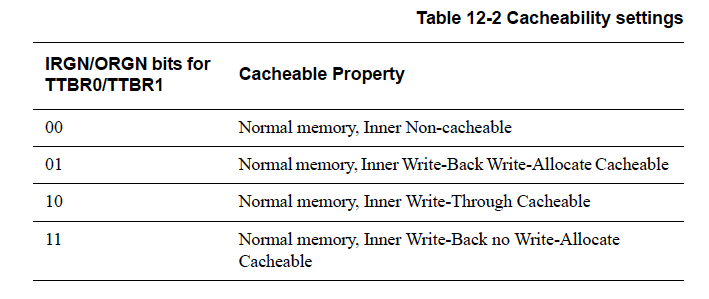 Table 12-2 Cacheability settings
IRGN/ORGN bits for
TTBR0/TTBR1
Cacheable Property
00
Normal memory, Inner Non-cacheable
01
Normal memory, Inner Write-Back Write-Allocate Cacheable
10
Normal memory, Inner Write-Through Cacheable
11
Normal memory, Inner Write-Back no Write-Allocate
Cacheable